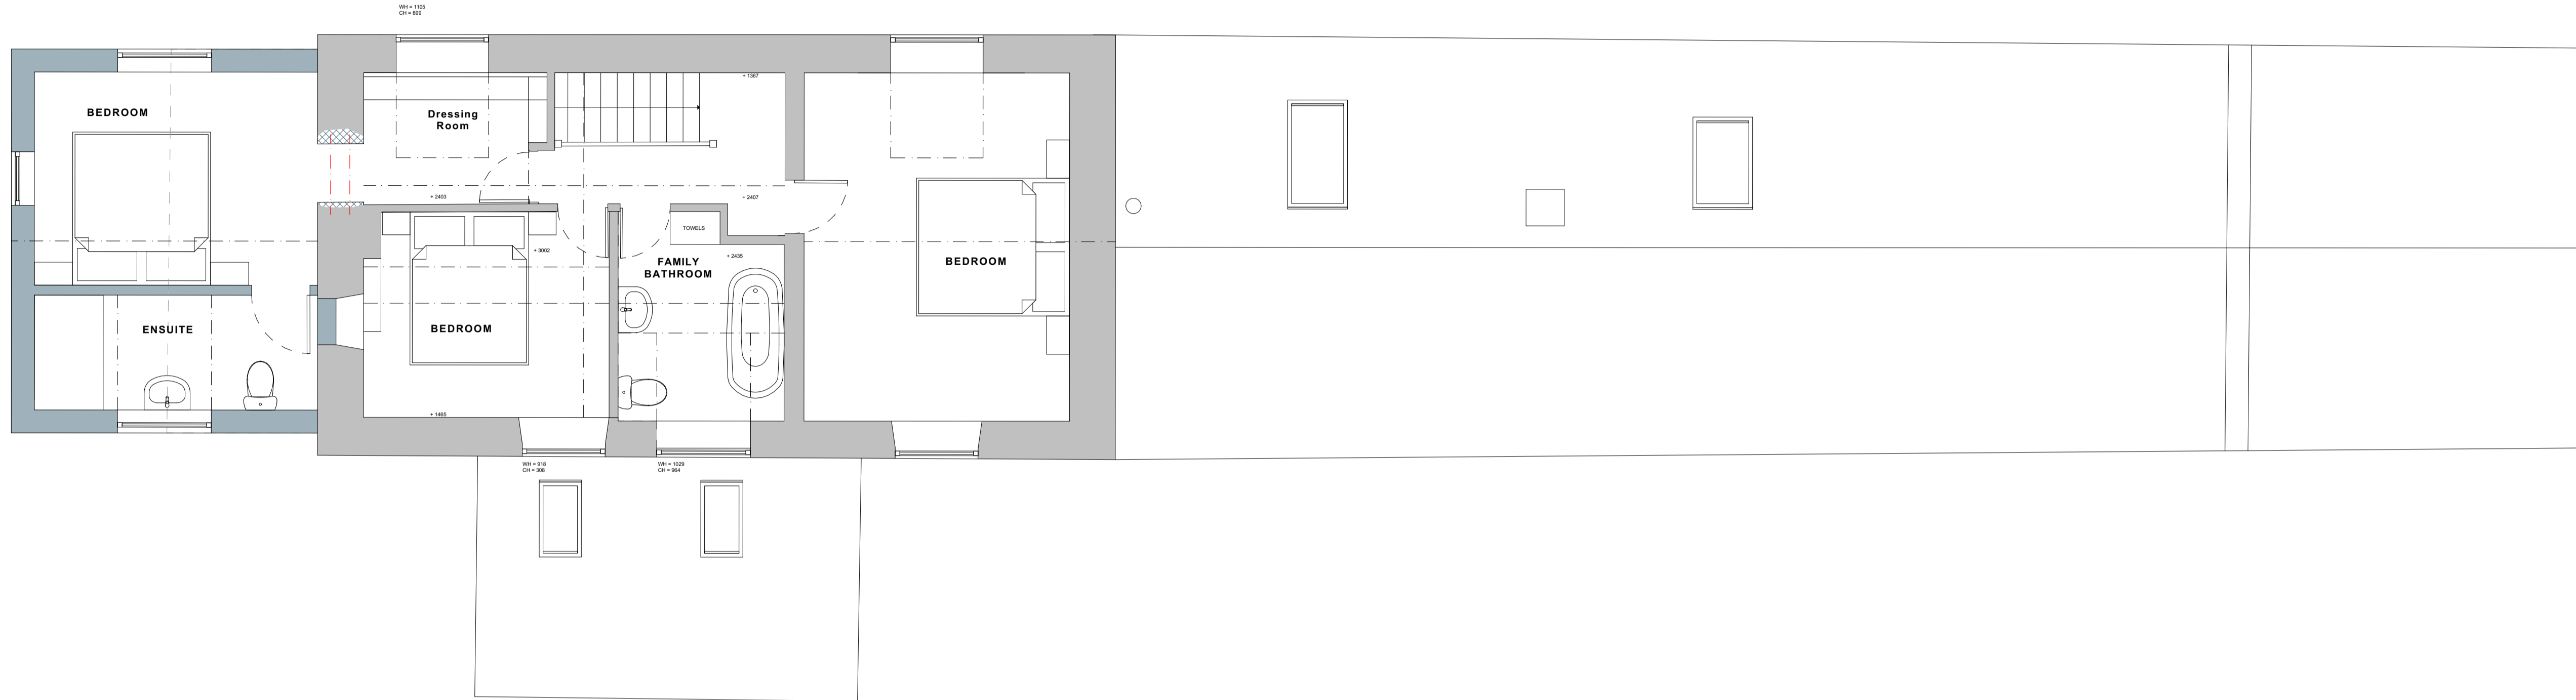 WH = 1105
CH = 899
+ 1367
BEDROOM
Dressing
Room
+ 2403
+ 2407
TOWELS
+ 3002
+ 2435
FAMILY
BATHROOM
BEDROOM
ENSUITE
BEDROOM
+ 1465
WH = 918
CH = 308
WH = 1029
CH = 964